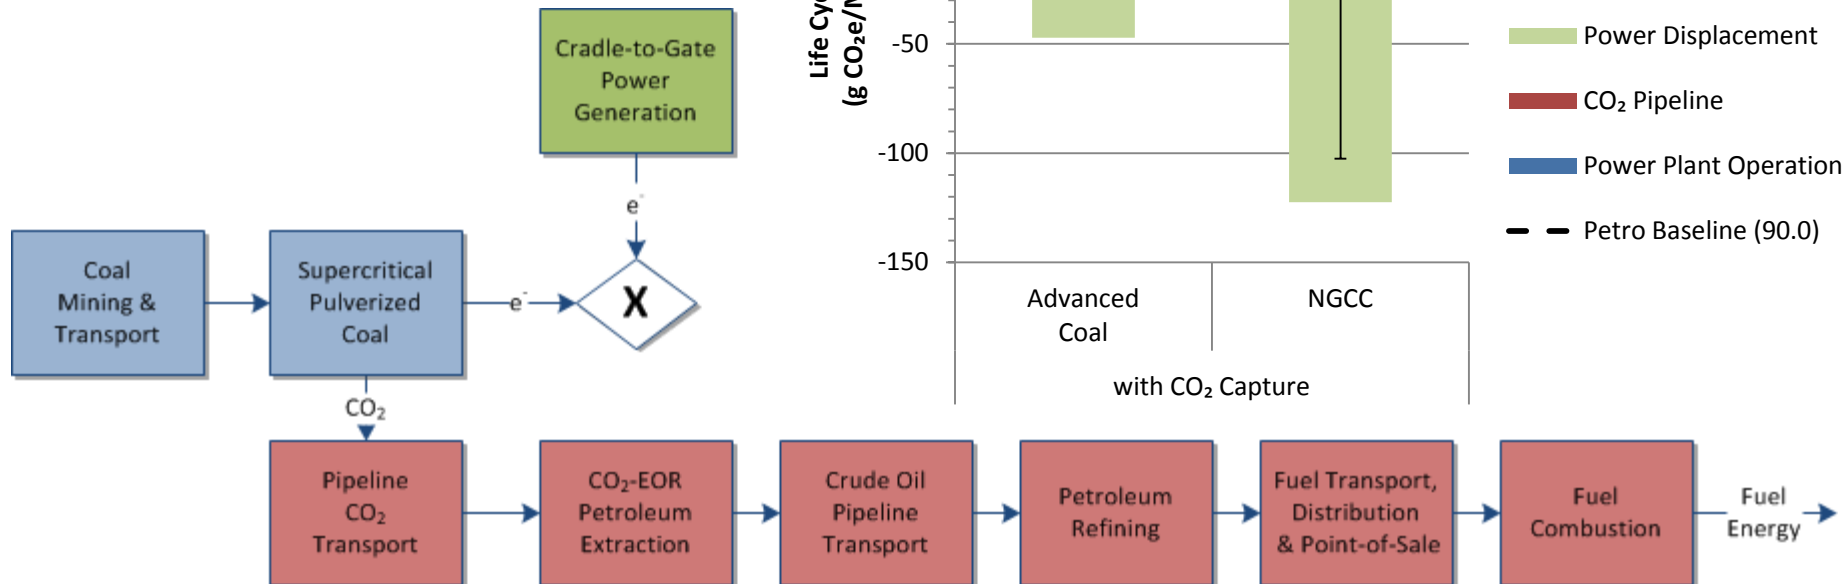 Cradle-to-Gate
Power
Generation
e-
Coal
Mining &
Transport
Supercritical
Pulverized
Coal
e-
X
CO₂
Pipeline
CO₂
Transport
CO₂-EOR
Petroleum
Extraction
Crude Oil
Pipeline
Transport
Petroleum
Refining
Fuel Transport,
Distribution
& Point-of-Sale
Fuel
Combustion
Fuel
Energy
(g CO₂e/
-50
-100
-150
Advanced
Coal
NGCC
with CO₂ Capture
Power Displacement
CO₂ Pipeline
Power Plant Operation
Petro Baseline (90.0)